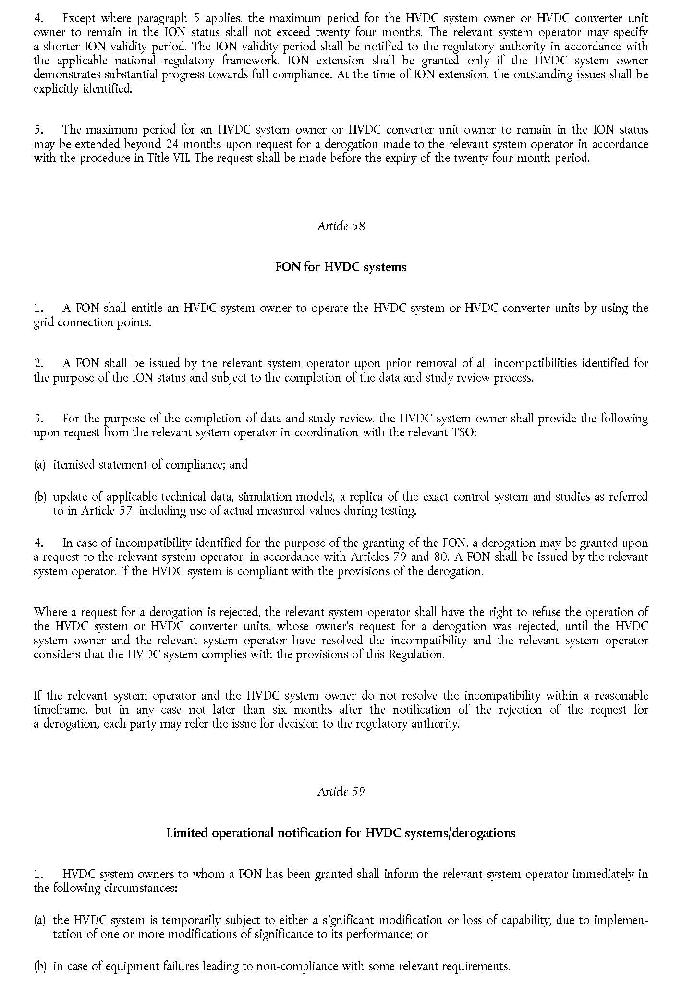 4. Except where paragraph 5 applies, the maximum period for the HVDC system owner or HVDC converter unit
owner to remain in the ION status shall not exceed twenty four months. The relevant system operator may specify
a shorter ION validity period. The ION validity period shall be notified to the regulatory authority in accordance with
the applicable national regulatory framework. ION extension shall be granted only if the HVDC system owner
demonstrates substantial progress towards full compliance. At the time of ION extension, the outstanding issues shall be
explicitly identified.
5. The maximum period for an HVDC system owner or HVDC converter unit owner to remain in the ION status
may be extended beyond 24 months upon request for a derogation made to the relevant system operator in accordance
with the procedure in Title VII. The request shall be made before the expiry of the twenty four month period.
Article 58
FON for HVDC systems
1. A FON shall entitle an HVDC system owner to operate the HVDC system or HVDC converter units by using the
grid connection points.
2. A FON shall be issued by the relevant system operator upon prior removal of all incompatibilities identified for
the purpose of the ION status and subject to the completion of the data and study review process.
3. For the purpose of the completion of data and study review, the HVDC system owner shall provide the following
upon request from the relevant system operator in coordination with the relevant TSO:
(a) itemised statement of compliance; and
(b) update of applicable technical data, simulation models, a replica of the exact control system and studies as referred
to in Article 57, including use of actual measured values during testing.
4. In case of incompatibility identified for the purpose of the granting of the FON, a derogation may be granted upon
a request to the relevant system operator, in accordance with Articles 79 and 80. A FON shall be issued by the relevant
system operator, if the HVDC system is compliant with the provisions of the derogation.
Where a request for a derogation is rejected, the relevant system operator shall have the right to refuse the operation of
the HVDC system or HVDC converter units, whose owner's request for a derogation was rejected, until the HVDC
system owner and the relevant system operator have resolved the incompatibility and the relevant system operator
considers that the HVDC system complies with the provisions of this Regulation.
If the relevant system operator and the HVDC system owner do not resolve the incompatibility within a reasonable
timeframe, but in any case not later than six months after the notification of the rejection of the request for
a derogation, each party may refer the issue for decision to the regulatory authority.
Article 59
Limited operational notification for HVDC systems/derogations
1. HVDC system owners to whom a FON has been granted shall inform the relevant system operator immediately in
the following circumstances:
(a) the HVDC system is temporarily subject to either a significant modification or loss of capability, due to implemen-
tation of one or more modifications of significance to its performance; or
(b) in case of equipment failures leading to non-compliance with some relevant requirements.